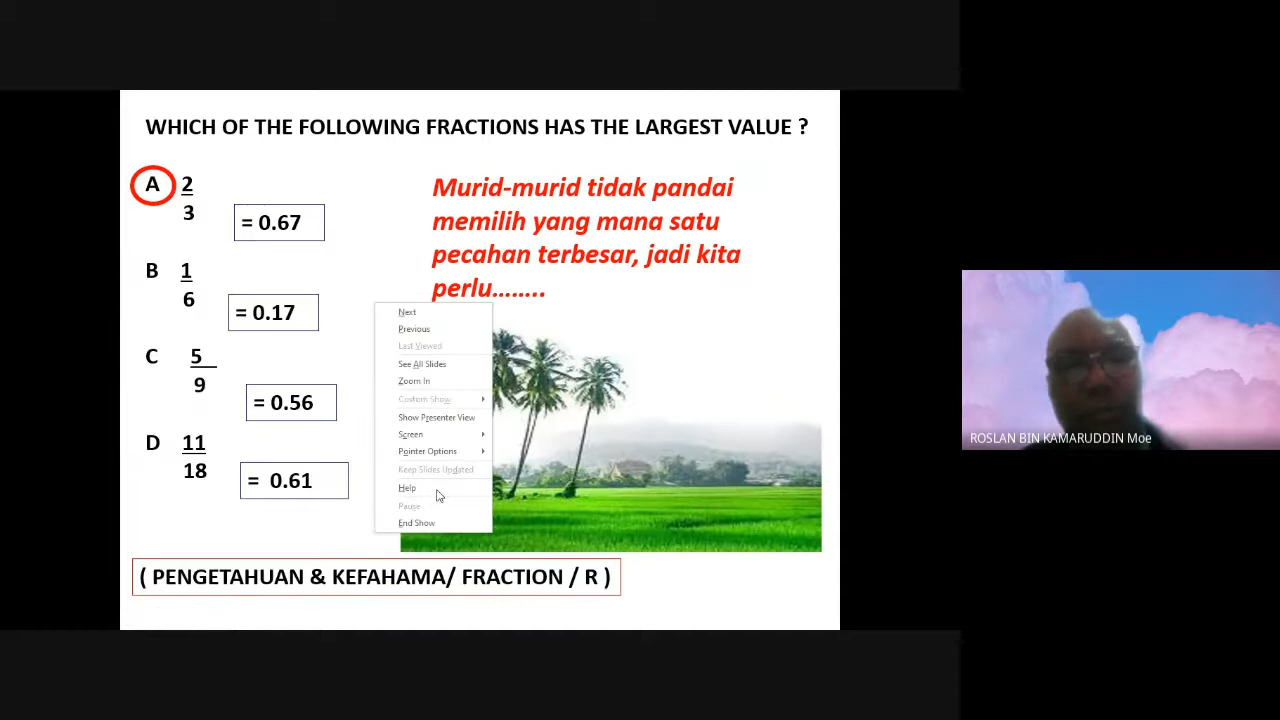 WHICH OF THE FOLLOWING FRACTIONS HAS THE LARGEST VALUE ?
A 2
3
= 0.67
B 1
6
= 0.17
C 5
9
= 0.56
D 11
18
= 0.61
Murid-murid tidak pandai
memilih yang mana satu
pecahan terbesar, jadi kita
perlu……..
Next
Previous
Last Viewed
See All Slides
Zoom In
Custom Show
Show Presenter View
Screen
Pointer Options
Keep Slides Updated
Help
Pause
End Show
( PENGETAHUAN & KEFAHAMA/ FRACTION / R )
ROSLAN BIN KAMARUDDIN Moe